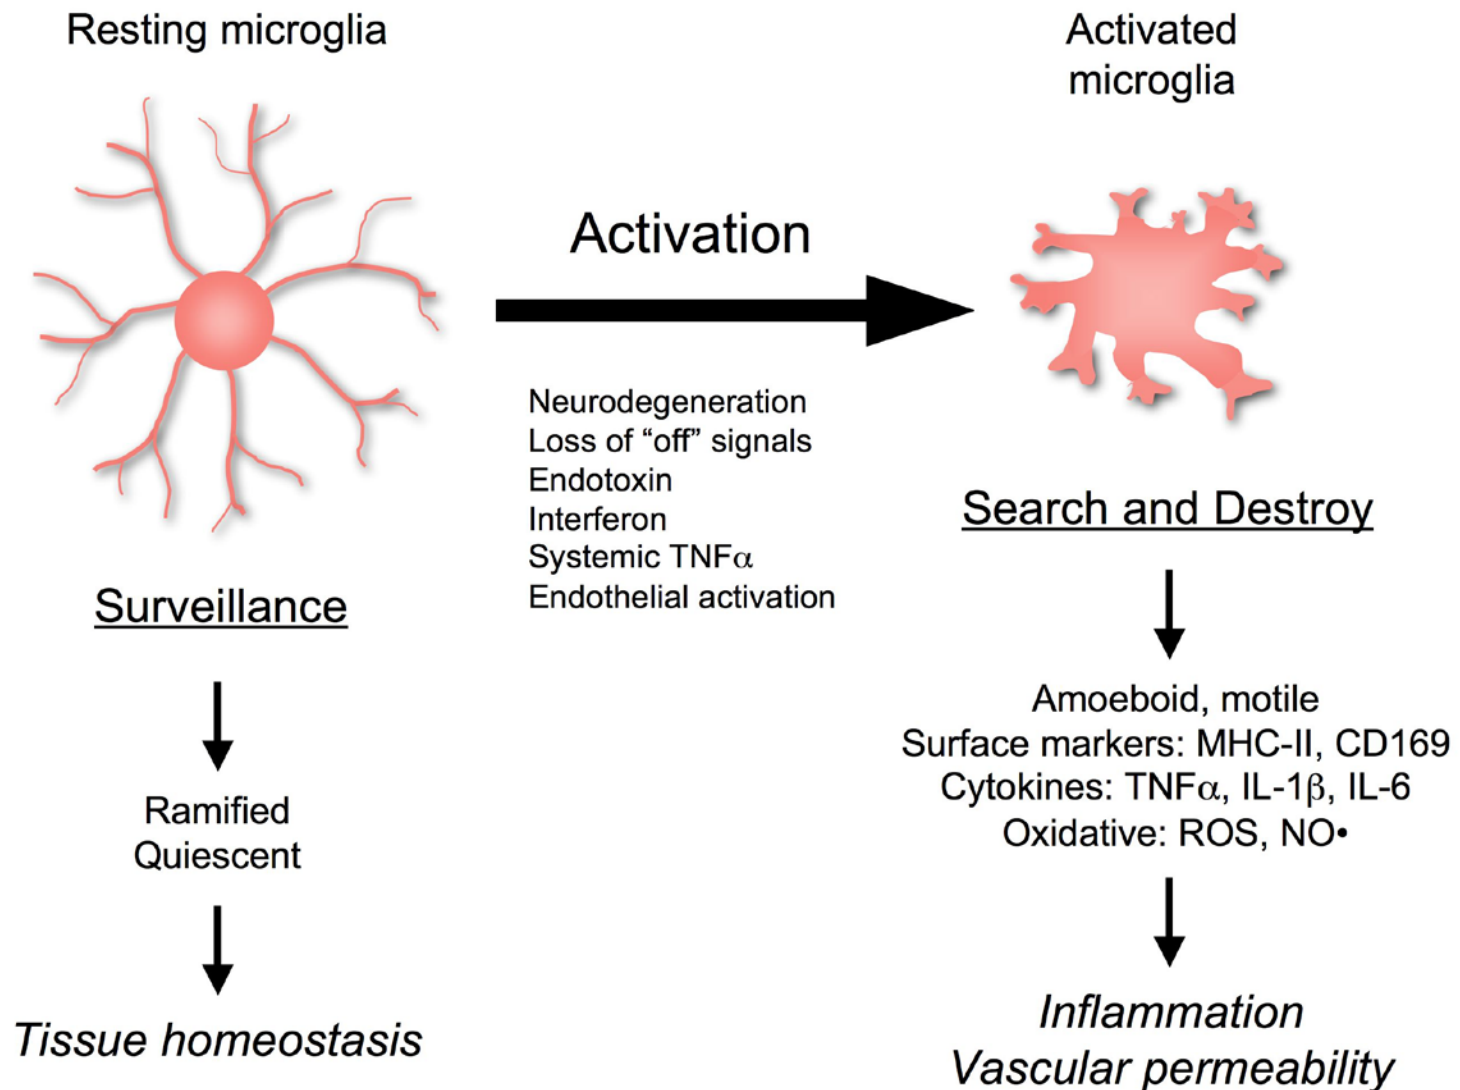 Resting microglia
Activated
microglia
Activation
Neurodegeneration
Loss of “off” signals
Endotoxin
Interferon
Systemic TNFα
Endothelial activation
Surveillance
Ramified
Quiescent
Tissue homeostasis
Search and Destroy
Amoeboid, motile
Surface markers: MHC-II, CD169
Cytokines: TNFα, IL-1β, IL-6
Oxidative: ROS, NO•
Inflammation
Vascular permeability